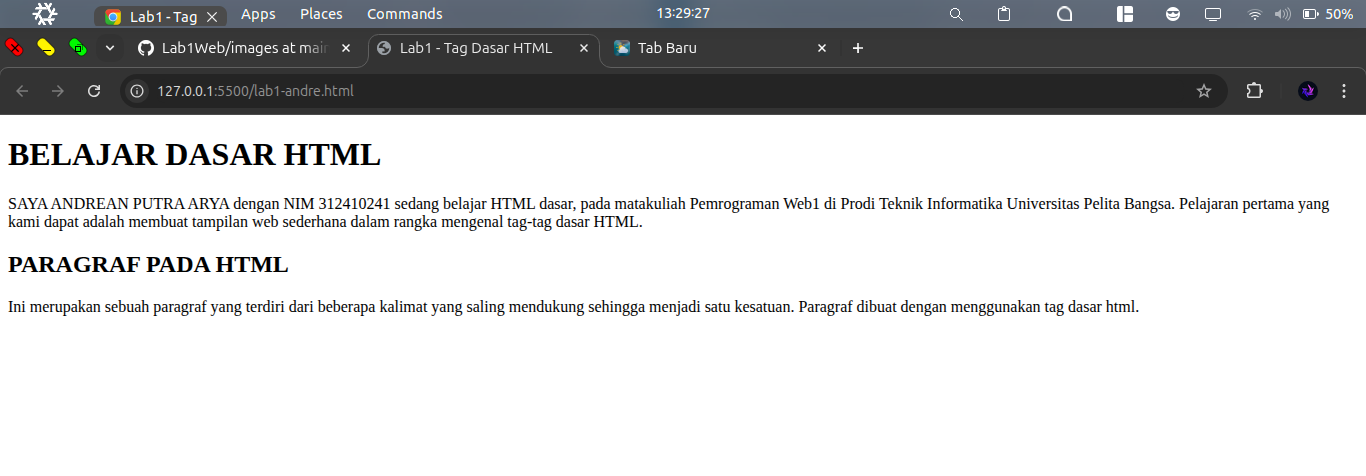 Lab1 - Tag
Apps
Places
Commands
13:29:27
50%
Lab1Web/images at main
Lab1 - Tag Dasar HTML
Tab Baru
127.0.0.1:5500/lab1-andre.html
BELAJAR DASAR HTML
SAYA ANDREAN PUTRA ARYA dengan NIM 312410241 sedang belajar HTML dasar, pada matakuliah Pemrograman Web1 di Prodi Teknik Informatika Universitas Pelita Bangsa. Pelajaran pertama yang
kami dapat adalah membuat tampilan web sederhana dalam rangka mengenal tag-tag dasar HTML.
PARAGRAF PADA HTML
Ini merupakan sebuah paragraf yang terdiri dari beberapa kalimat yang saling mendukung sehingga menjadi satu kesatuan. Paragraf dibuat dengan menggunakan tag dasar html.